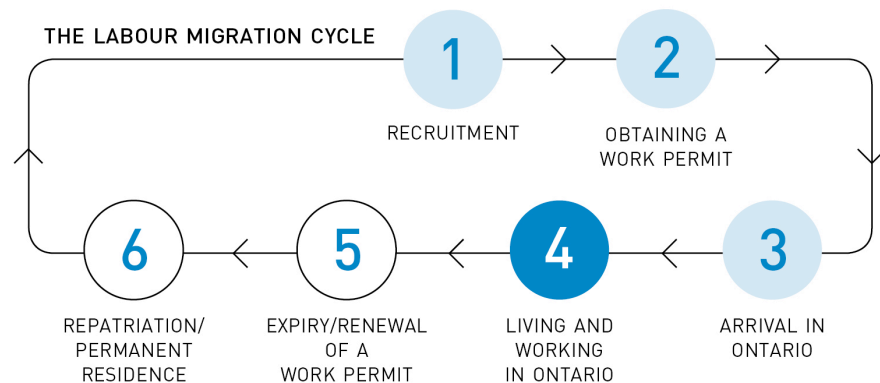 THE LABOUR MIGRATION CYCLE
1
RECRUITMENT
2
OBTAINING A
WORK PERMIT
3
ARRIVAL IN
ONTARIO
4
LIVING AND
WORKING
IN ONTARIO
5
EXPIRY/RENEWAL
OF A
WORK PERMIT
6
REPATRIATION/
PERMANENT
RESIDENCE